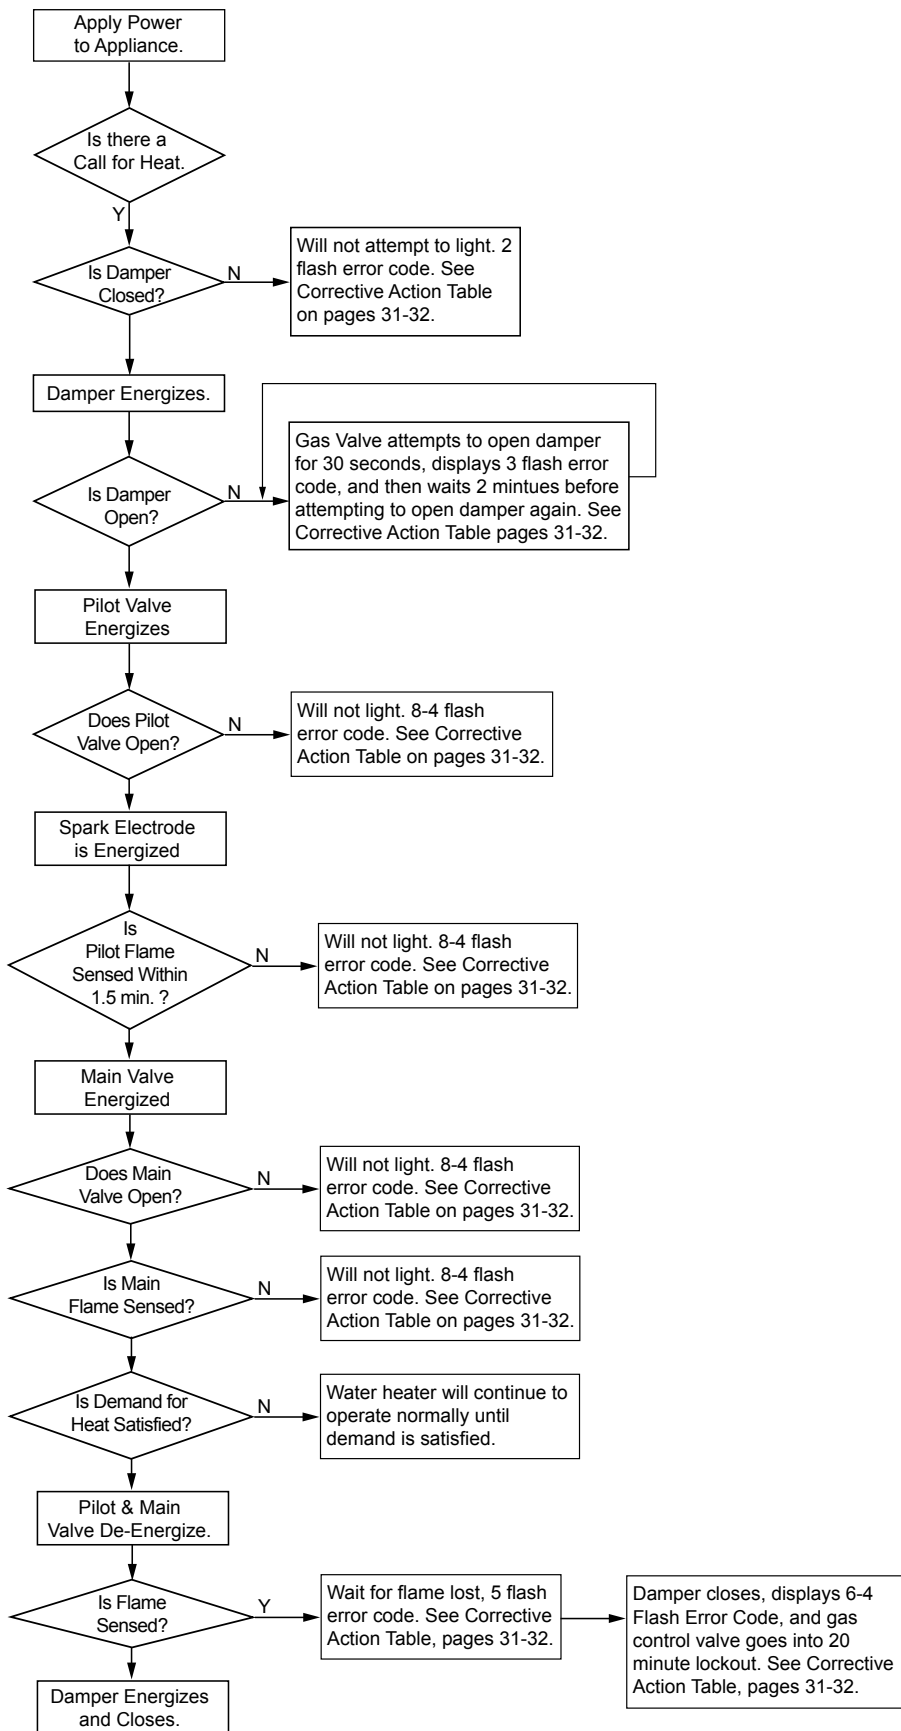 Apply Power
to Appliance.
Is there a
Call for Heat.
Y
Is Damper
Closed?
N
Will not attempt to light. 2
flash error code. See
Corrective Action Table
on pages 31-32.
Damper Energizes.
Is Damper
Open?
N
Gas Valve attempts to open damper
for 30 seconds, displays 3 flash error
code, and then waits 2 mintues before
attempting to open damper again. See
Corrective Action Table pages 31-32.
Pilot Valve
Energizes
Does Pilot
Valve Open?
N
Will not light. 8-4 flash
error code. See Corrective
Action Table on pages 31-32.
Spark Electrode
is Energized
Is
Pilot Flame
Sensed Within
1.5 min. ?
N
Will not light. 8-4 flash
error code. See Corrective
Action Table on pages 31-32.
Main Valve
Energized
Does Main
Valve Open?
N
Will not light. 8-4 flash
error code. See Corrective
Action Table on pages 31-32.
Is Main
Flame Sensed?
N
Will not light. 8-4 flash
error code. See Corrective
Action Table on pages 31-32.
Is Demand for
Heat Satisfied?
N
Water heater will continue to
operate normally until
demand is satisfied.
Pilot & Main
Valve De-Energize.
Is Flame
Sensed?
Y
Wait for flame lost, 5 flash
error code. See Corrective
Action Table, pages 31-32.
Damper closes, displays 6-4
Flash Error Code, and gas
control valve goes into 20
minute lockout. See Corrective
Action Table, pages 31-32.
Damper Energizes
and Closes.